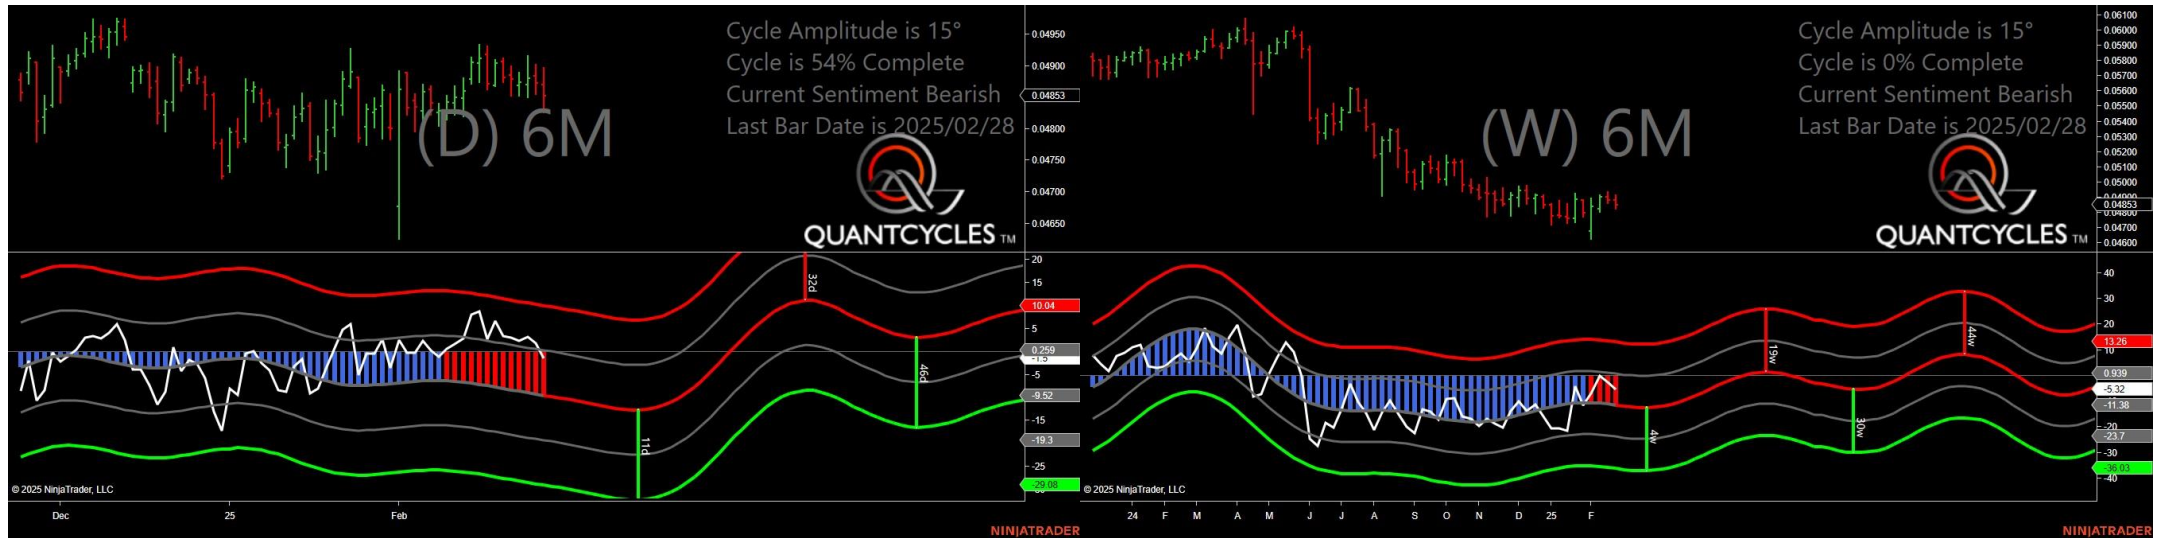 Cycle Amplitude is 15°
Cycle is 54% Complete
Current Sentiment Bearish
Last Bar Date is 2025/02/28
(D) 6M
QUANTCYCLES TM
0.04950
0.04900
0.04853
0.04800
0.04750
0.04700
0.04650
20
15
10.04
5
0.259
-1.5
-5
-9.52
-15
-19.3
-25
-29.08
32d
11d
46d
© 2025 NinjaTrader, LLC
Dec
25
Feb
NINJATRADER
Cycle Amplitude is 15°
Cycle is 0% Complete
Current Sentiment Bearish
Last Bar Date is 2025/02/28
(W) 6M
QUANTCYCLES TM
0.06100
0.06000
0.05900
0.05800
0.05700
0.05600
0.05500
0.05400
0.05300
0.05200
0.05100
0.05000
0.04853
0.04800
0.04700
0.04600
40
30
20
13.26
10
0.939
-5.32
-11.38
-20
-23.7
-30
-36.03
-40
19w
44w
4w
30w
© 2025 NinjaTrader, LLC
24
F
M
A
M
J
J
A
S
O
N
D
25
F
NINJATRADER